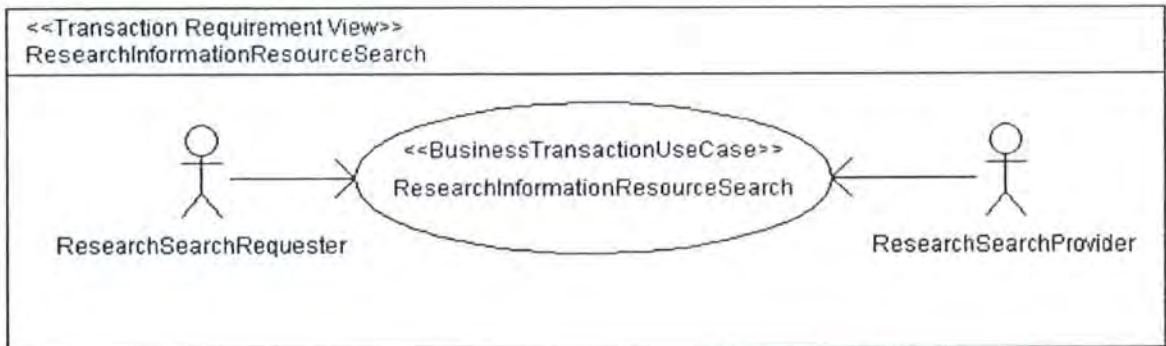 <<Transaction Requirement View>>
ResearchInformationResourceSearch
<<BusinessTransactionUseCase>>
ResearchInformationResourceSearch
ResearchSearchRequester
ResearchSearchProvider